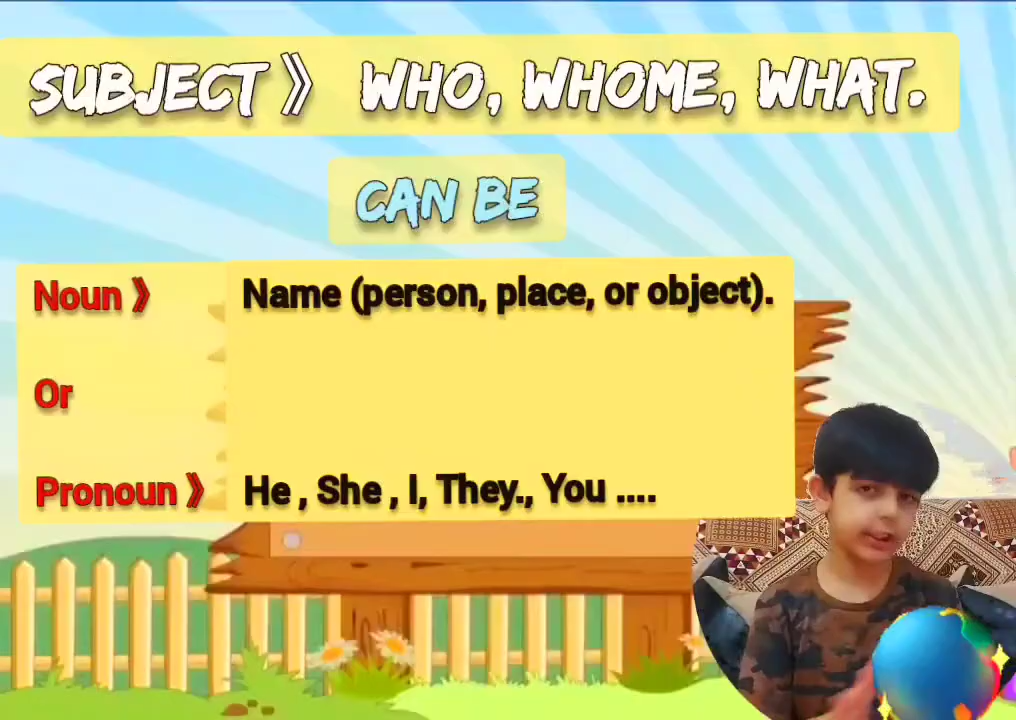 SUBJECT 》 WHO, WHOME, WHAT.
CAN BE
Noun 》 Name (person, place, or object).
Or
Pronoun 》 He , She , I, They., You ....